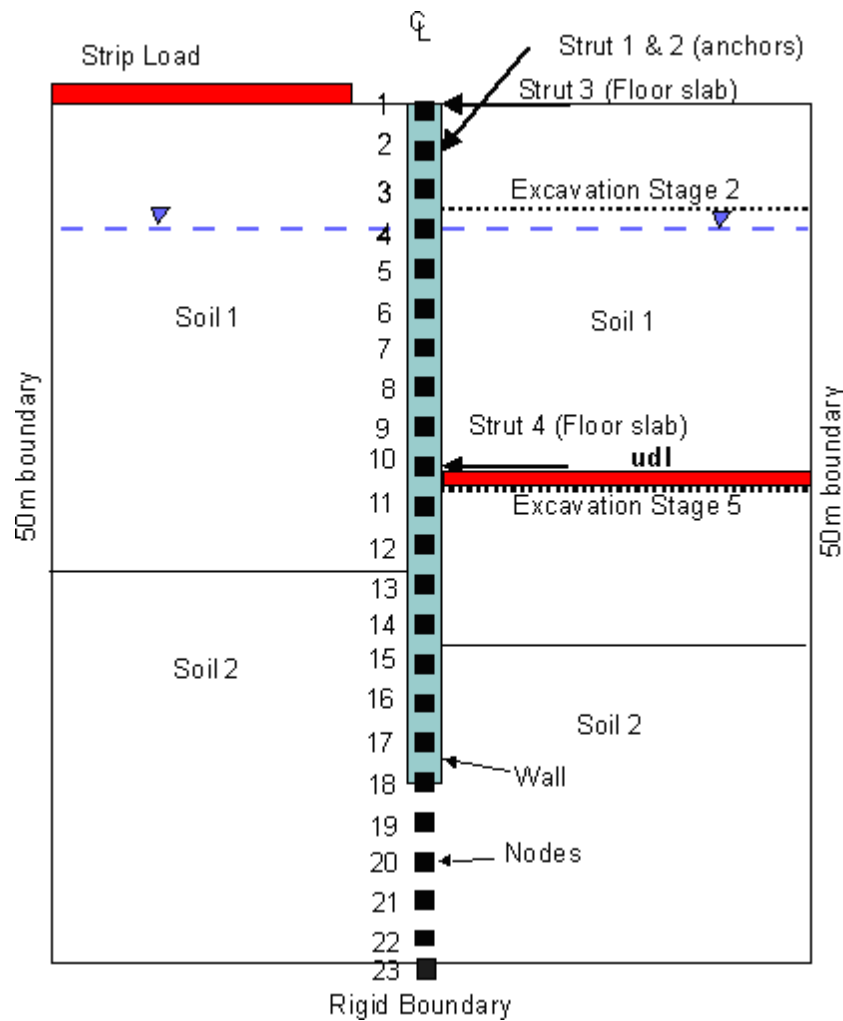 ℄
Strip Load
Strut 1 & 2 (anchors)
Strut 3 (Floor slab)
1
2
3
Excavation Stage 2
4
5
6
Soil 1
Soil 1
7
8
9
Strut 4 (Floor slab)
10
udl
11
Excavation Stage 5
50m boundary
50m boundary
12
13
14
15
Soil 2
16
Soil 2
17
Wall
18
19
20
Nodes
21
22
23
Rigid Boundary